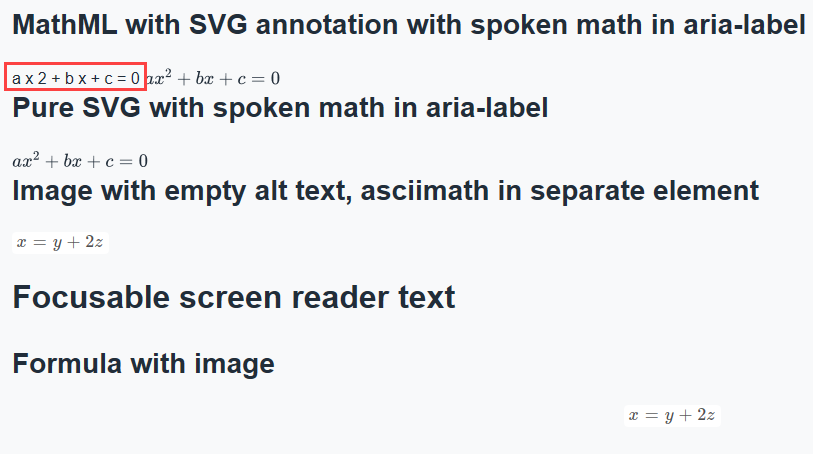 MathML with SVG annotation with spoken math in aria-label
a x 2 + b x + c = 0 ax² + bx + c = 0
Pure SVG with spoken math in aria-label
ax² + bx + c = 0
Image with empty alt text, asciimath in separate element
x = y + 2z
Focusable screen reader text
Formula with image
x = y + 2z